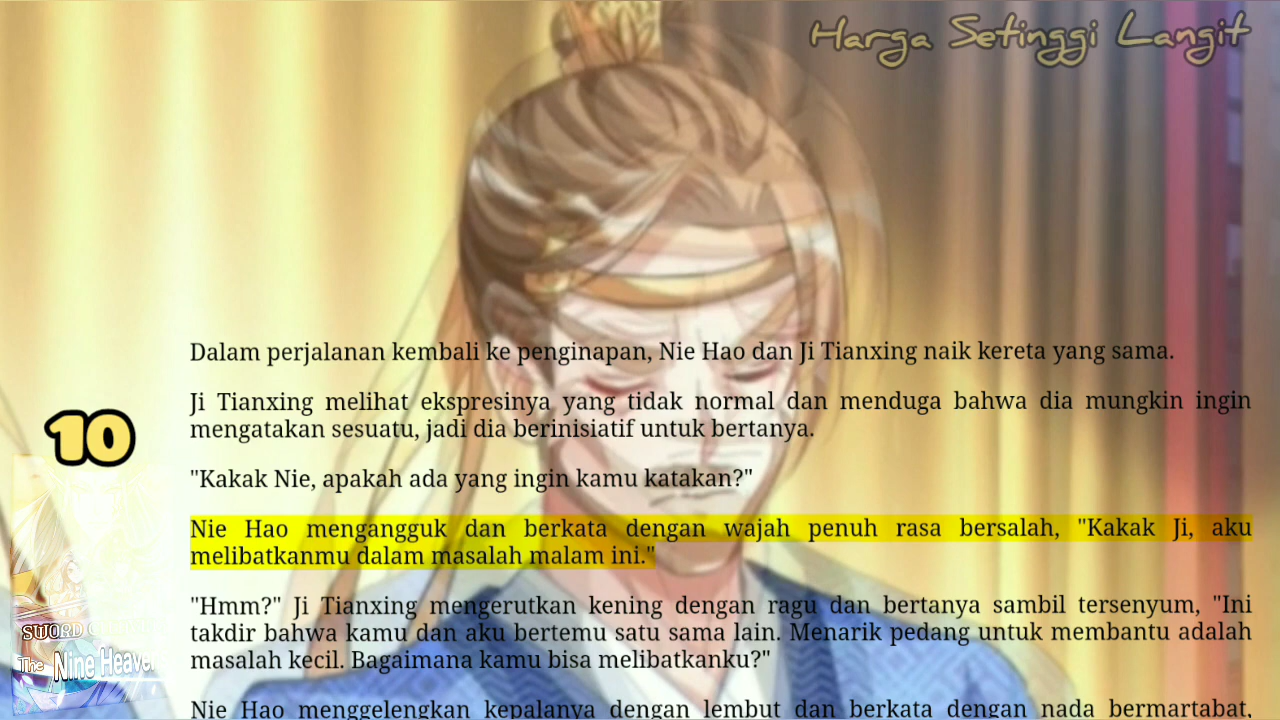 Harga Setinggi Langit
Dalam perjalanan kembali ke penginapan, Nie Hao dan Ji Tianxing naik kereta yang sama.
Ji Tianxing melihat ekspresinya yang tidak normal dan menduga bahwa dia mungkin ingin
mengatakan sesuatu, jadi dia berinisiatif untuk bertanya.
10
"Kakak Nie, apakah ada yang ingin kamu katakan?"
Nie Hao mengangguk dan berkata dengan wajah penuh rasa bersalah, "Kakak Ji, aku
melibatkanmu dalam masalah malam ini."
"Hmm?" Ji Tianxing mengerutkan kening dengan ragu dan bertanya sambil tersenyum, "Ini
takdir bahwa kamu dan aku bertemu satu sama lain. Menarik pedang untuk membantu adalah
masalah kecil. Bagaimana kamu bisa melibatkanku?"
SWORD
The Nine Heaven
Nie Hao menggelengkan kepalanya dengan lembut dan berkata dengan nada bermartabat,